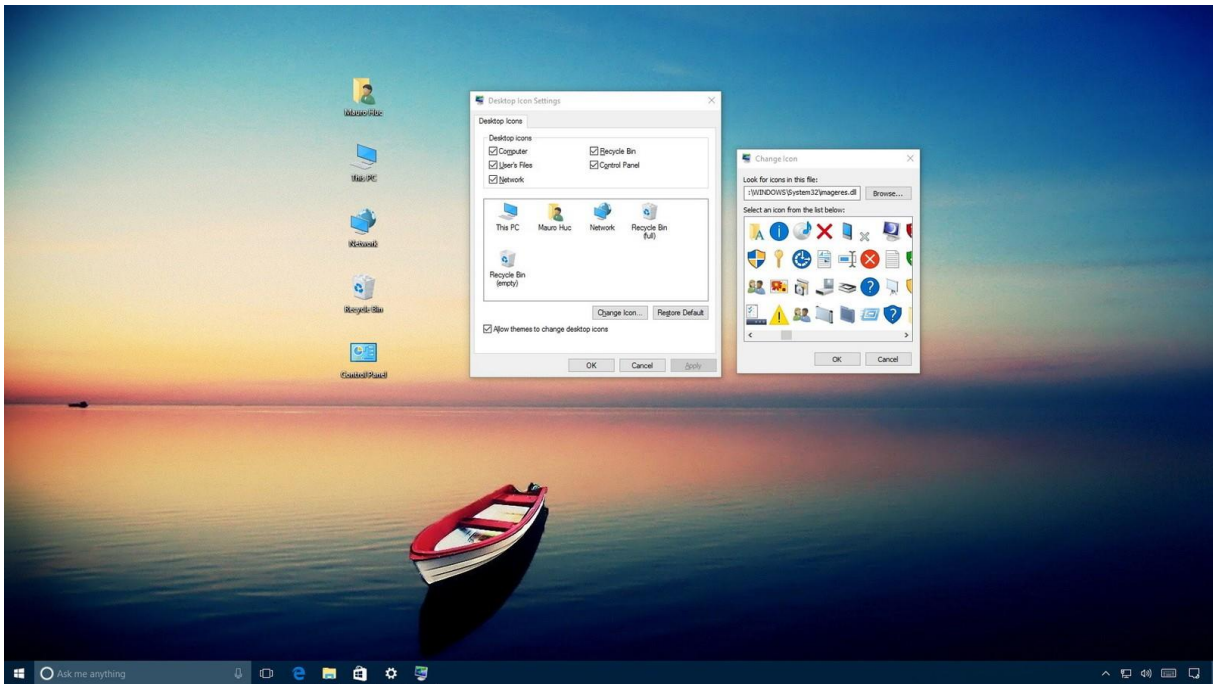 Mauro Huc
This PC
Network
Recycle Bin
Control Panel
Desktop Icon Settings
Desktop Icons
Desktop icons
Computer
Recycle Bin
User's Files
Control Panel
Network
This PC
Mauro Huc
Network
Recycle Bin
(full)
Recycle Bin
(empty)
Change Icon...
Restore Default
Allow themes to change desktop icons
OK
Cancel
Apply
Change Icon
Look for icons in this file:
:\WINDOWS\System32\imageres.dll
Browse...
Select an icon from the list below:
OK
Cancel
Ask me anything